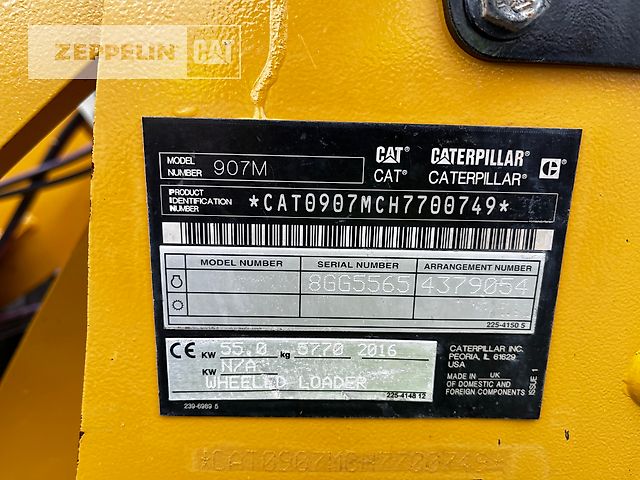 ZEPPELIN CAT
MODEL NUMBER 907M
CAT® CATERPILLAR®
CAT® CATERPILLAR® C
PRODUCT IDENTIFICATION NUMBER *CAT0907MCH7700749*
MODEL NUMBER SERIAL NUMBER ARRANGEMENT NUMBER
8GG5565 4379054
225-4150 5
CE KW 55.0 kg 5770 2016
KW N/A
WHEELED LOADER
225-4148 12
CATERPILLAR INC.
PEORIA, IL 61629
USA
MADE IN UK
OF DOMESTIC AND
FOREIGN COMPONENTS
ISSUE 1
239-6989 5
*CAT0907MCH7700749*